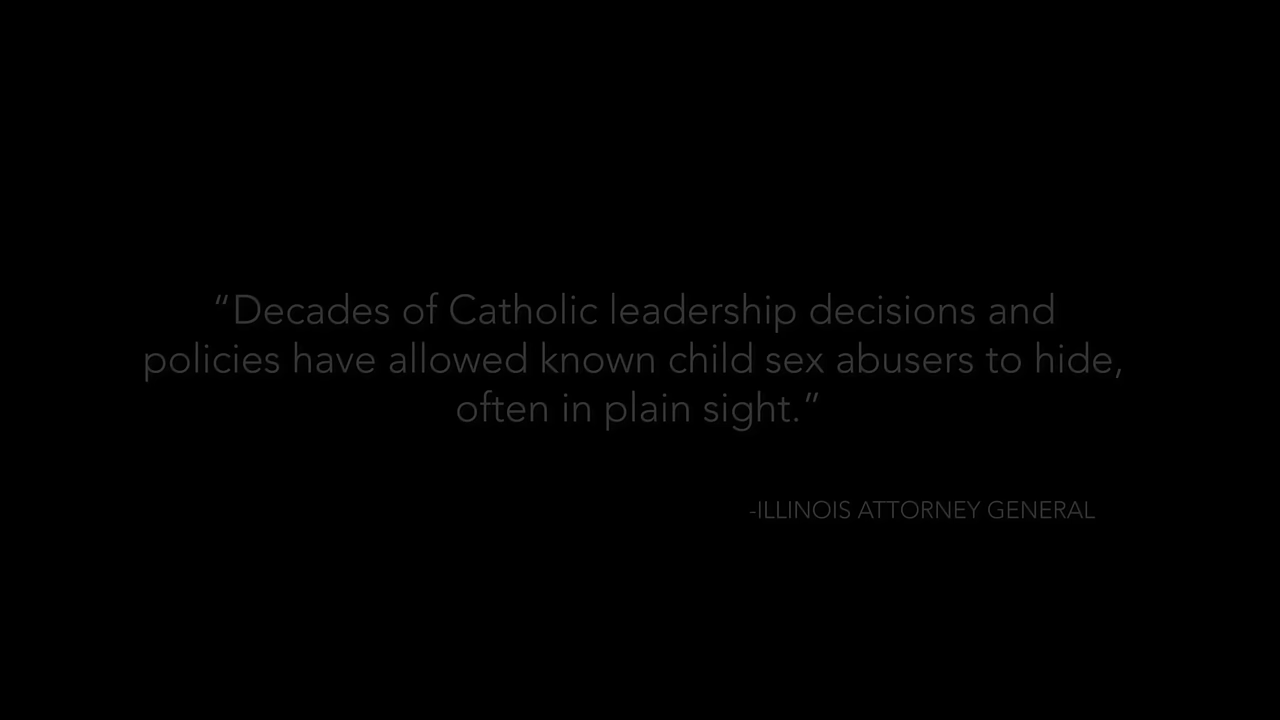 “Decades of Catholic leadership decisions and
policies have allowed known child sex abusers to hide,
often in plain sight.”
-ILLINOIS ATTORNEY GENERAL